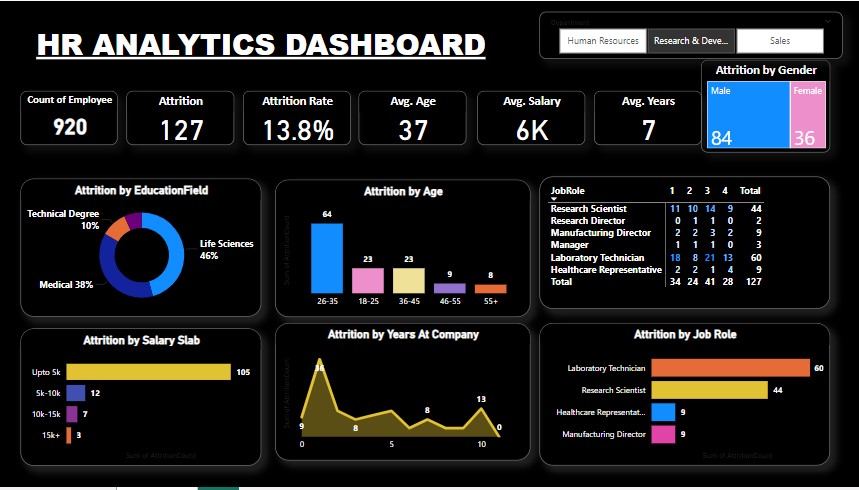 Department
HR ANALYTICS DASHBOARD
Human Resources
Research & Deve...
Sales
Count of Employee
920
Attrition
127
Attrition Rate
13.8%
Avg. Age
37
Avg. Salary
6K
Avg. Years
7
Attrition by Gender
Male
84
Female
36
Attrition by EducationField
Technical Degree
10%
Life Sciences
46%
Medical 38%
Attrition by Age
Sum of AttritionCount
64
23
23
9
8
26-35 18-25 36-45 46-55 55+
JobRole 1 2 3 4 Total
Research Scientist 11 10 14 9 44
Research Director 0 1 1 0 2
Manufacturing Director 2 2 3 2 9
Manager 1 1 1 0 3
Laboratory Technician 18 8 21 13 60
Healthcare Representative 2 2 1 4 9
Total 34 24 41 28 127
Attrition by Salary Slab
Upto 5k 105
5k-10k 12
10k-15k 7
15k+ 3
Sum of AttritionCount
Attrition by Years At Company
Sum of AttritionCount
9
36
8
8
13
0
0 5 10
Attrition by Job Role
Laboratory Technician 60
Research Scientist 44
Healthcare Representat... 9
Manufacturing Director 9
Sum of AttritionCount